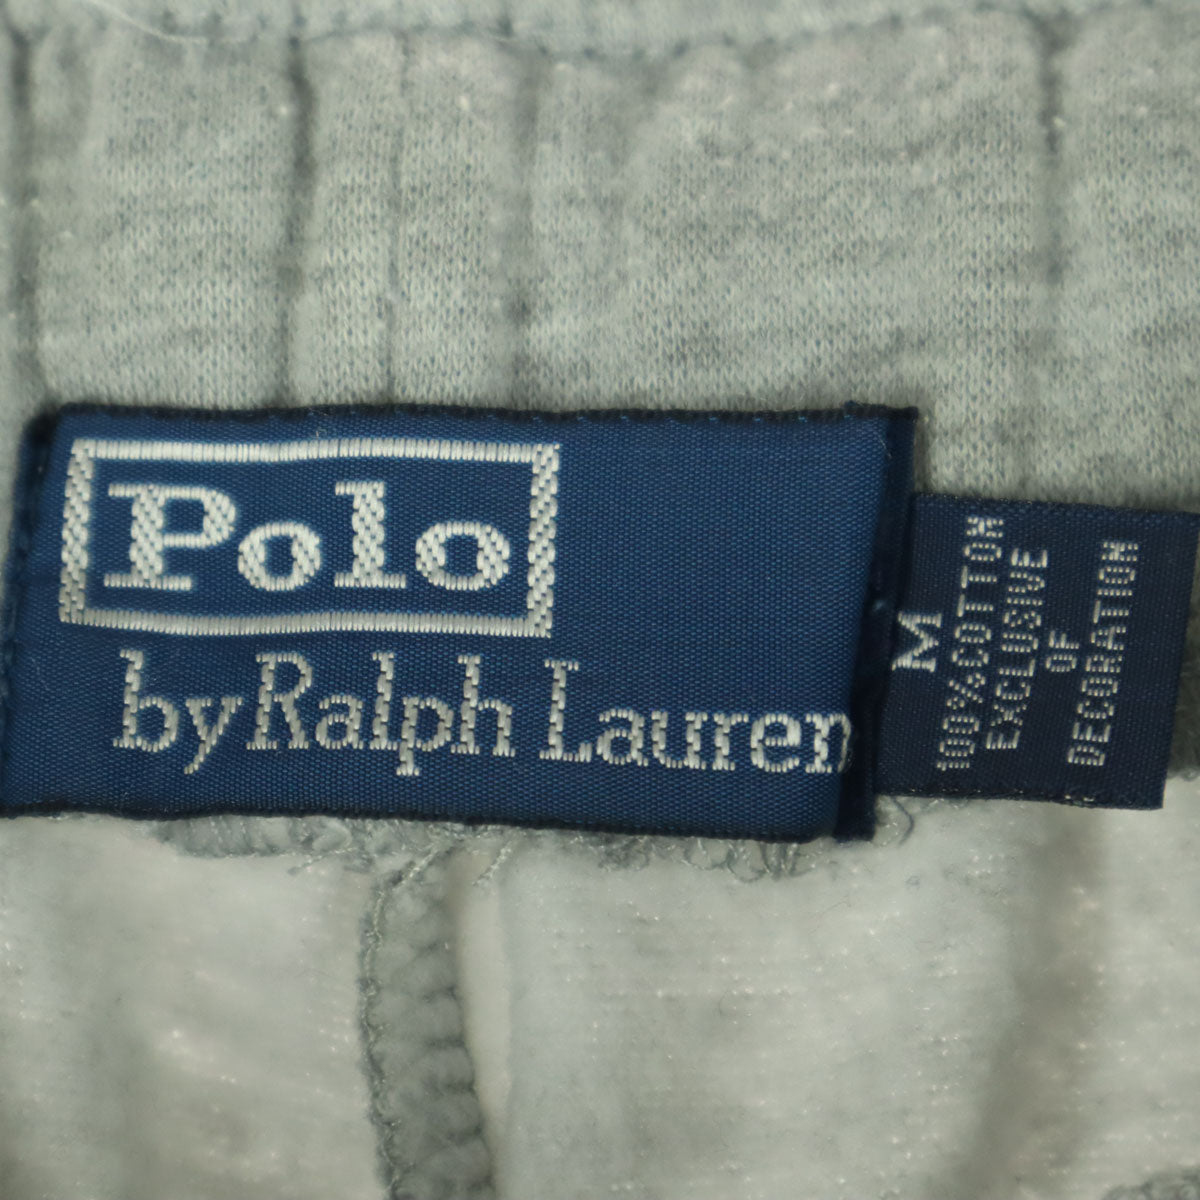 Polo
by Ralph Lauren
M
100% COTTON
EXCLUSIVE
OF
DECORATION